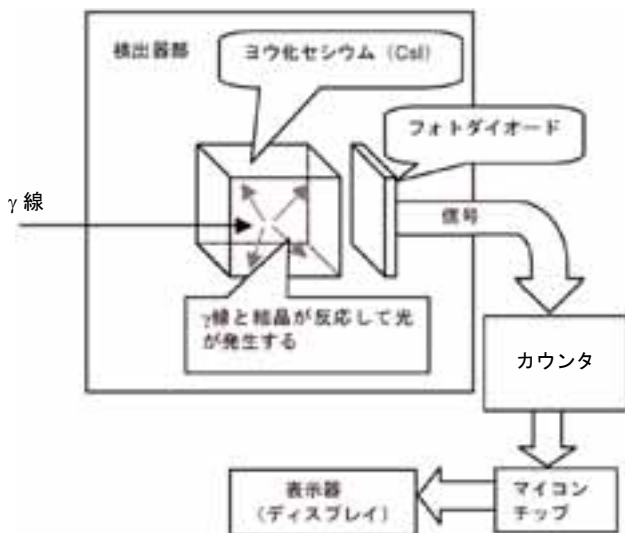 検出器部
ヨウ化セシウム（CsI）
フォトダイオード
γ線
信号
γ線と結晶が反応して光
が発生する
カウンタ
マイコン
チップ
表示器
（ディスプレイ）